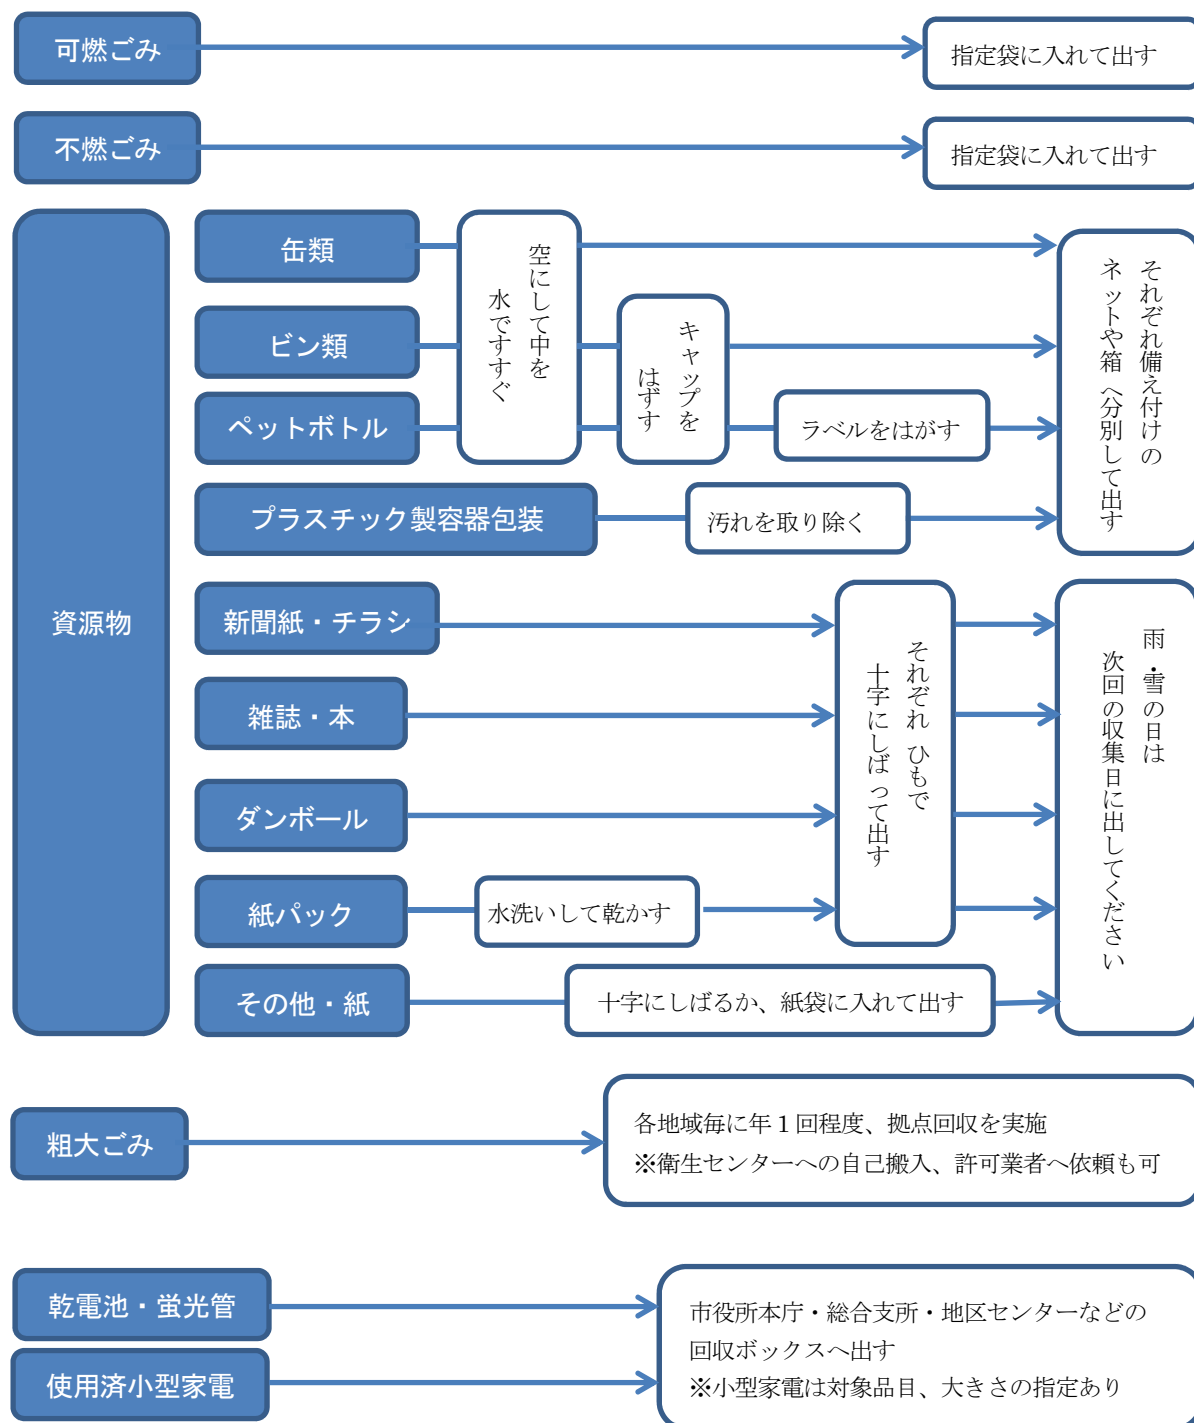 可燃ごみ
指定袋に入れて出す
不燃ごみ
指定袋に入れて出す
資源物
缶類
ビン類
ペットボトル
空にして中を
水ですすぐ
キャップを
はずす
ラベルをはがす
プラスチック製容器包装
汚れを取り除く
それぞれ備え付けの
ネットや箱へ分別して出す
新聞紙・チラシ
雑誌・本
ダンボール
紙パック
水洗いして乾かす
それぞれひもで
十字にしばって出す
その他・紙
十字にしばるか、紙袋に入れて出す
雨・雪の日は
次回の収集日に出してください
粗大ごみ
各地域毎に年1回程度、拠点回収を実施
※衛生センターへの自己搬入、許可業者へ依頼も可
乾電池・蛍光管
使用済小型家電
市役所本庁・総合支所・地区センターなどの
回収ボックスへ出す
※小型家電は対象品目、大きさの指定あり